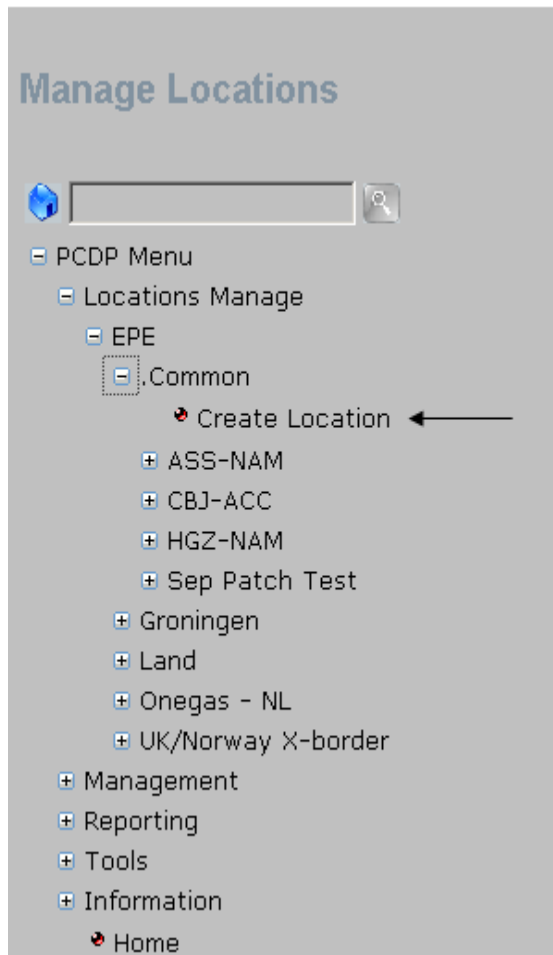 Manage Locations
PCDP Menu
Locations Manage
EPE
.Common
Create Location
ASS-NAM
CBJ-ACC
HGZ-NAM
Sep Patch Test
Groningen
Land
Onegas - NL
UK/Norway X-border
Management
Reporting
Tools
Information
Home